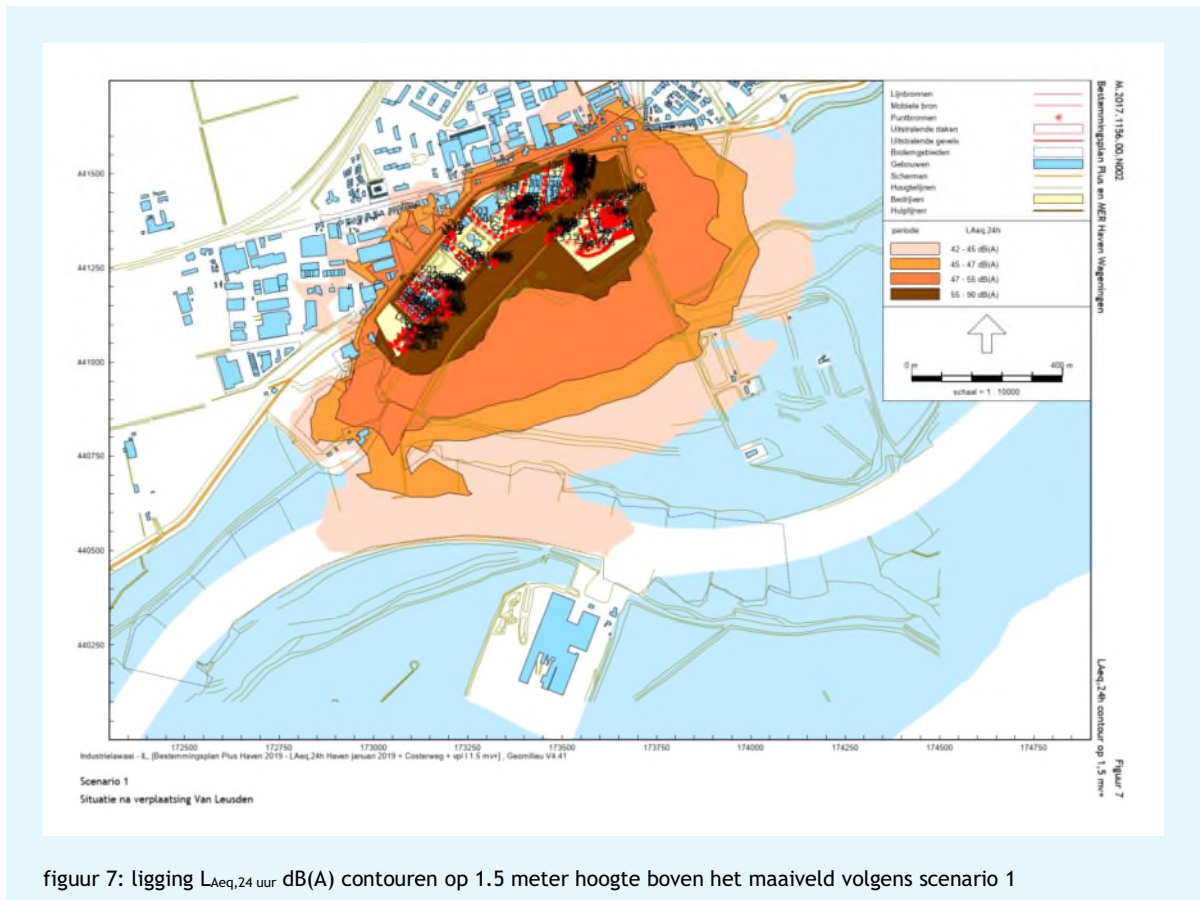 M.2017.1156.00.N002
Bestemmingsplan Plus en MER Haven Wageningen
Lijnbronnen
Mobiele bron
Puntbronnen
Uitstralende daken
Uitstralende gevels
Bodemgebieden
Gebouwen
Schermen
Hoogtelijnen
Bedrijven
Hulplijnen
periode: LAeq,24h
42 - 45 dB(A)
45 - 47 dB(A)
47 - 55 dB(A)
55 - 90 dB(A)
0 m 400 m
schaal = 1 : 10000
441500
441250
441000
440750
440500
440250
172500 172750 173000 173250 173500 173750 174000 174250 174500 174750
Industrielawaai - IL, [Bestemmingsplan Plus Haven 2019 - LAeq,24h Haven januari 2019 + Costerweg + vpl I 1.5 mv+] , Geomilieu V4.41
Scenario 1
Situatie na verplaatsing Van Leusden
LAeq,24h contour op 1,5 mv+
Figuur 7
figuur 7: ligging LAeq,24 uur dB(A) contouren op 1.5 meter hoogte boven het maaiveld volgens scenario 1